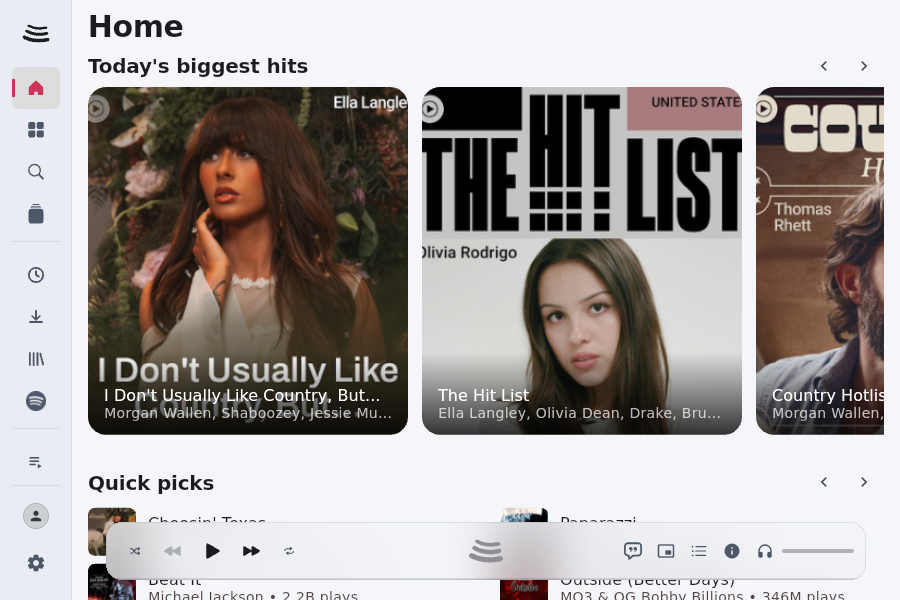 Home
Today's biggest hits
Ella Langle
I Don't Usually Like
I Don't Usually Like Country, But...
Morgan Wallen, Shaboozey, Jessie Mu...
UNITED STATE
THE HIT LIST
Olivia Rodrigo
The Hit List
Ella Langley, Olivia Dean, Drake, Bru...
COU
H
Thomas
Rhett
Country Hotlis
Morgan Wallen,
Quick picks
Choosin' Texas
Paparazzi
Beat It
Michael Jackson • 2.2B plays
Outside (Better Days)
MO3 & OG Bobby Billions • 346M plays